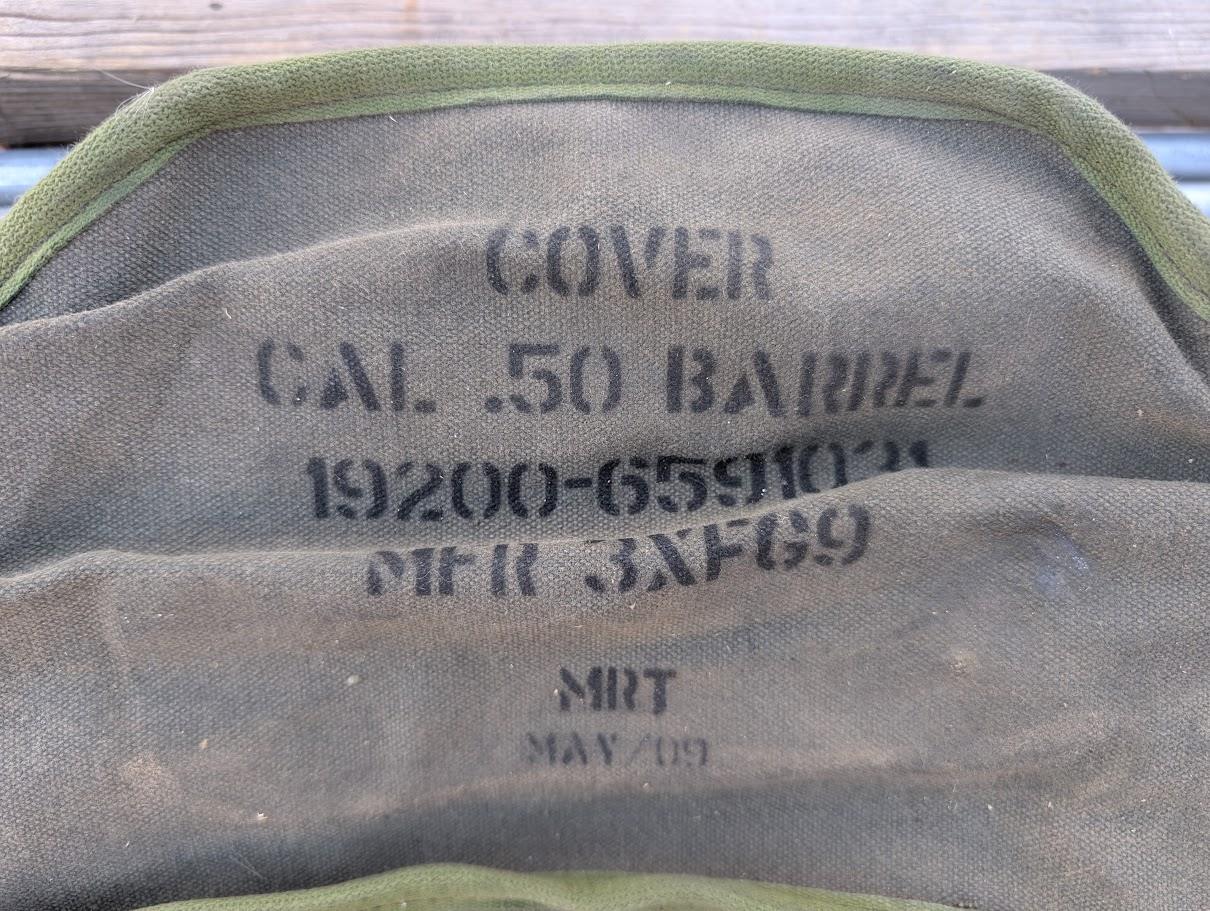 COVER
CAL .50 BARREL
19200-6591031
MFR 3XFG9
MRT
MAY/09